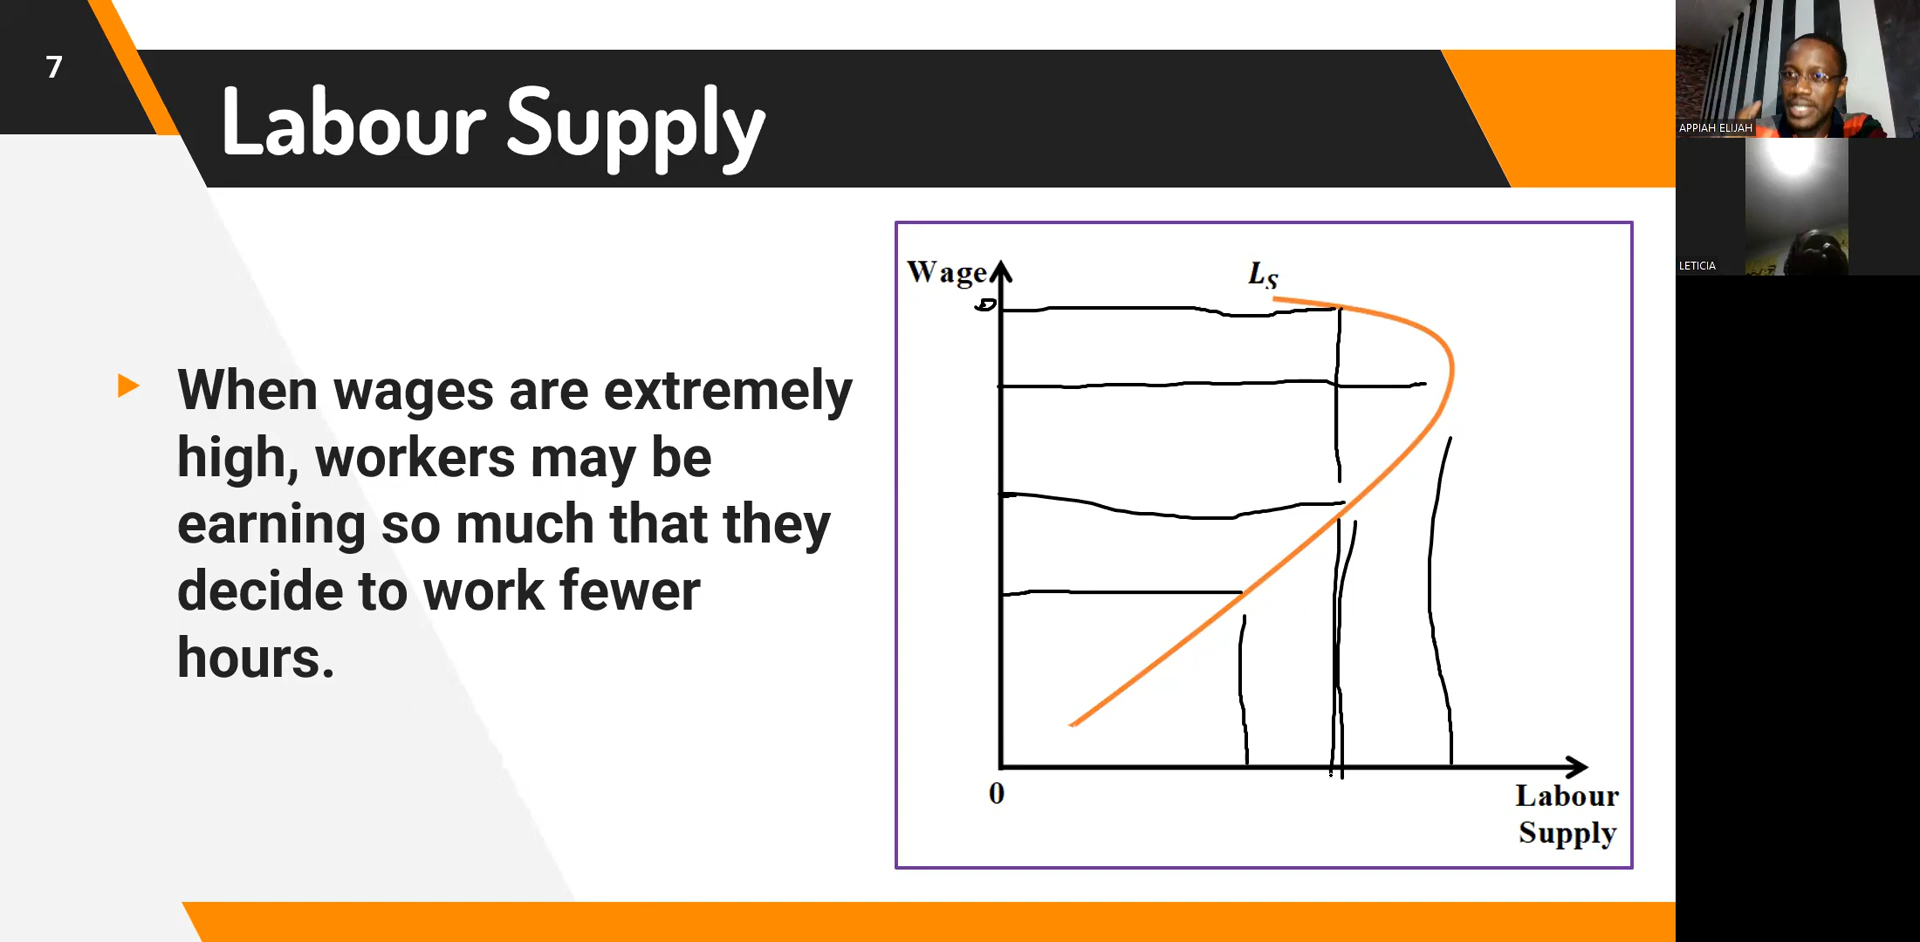 7
Labour Supply
When wages are extremely
high, workers may be
earning so much that they
decide to work fewer
hours.
Wage
LS
0
Labour
Supply
APPIAH ELIJAH
LETICIA